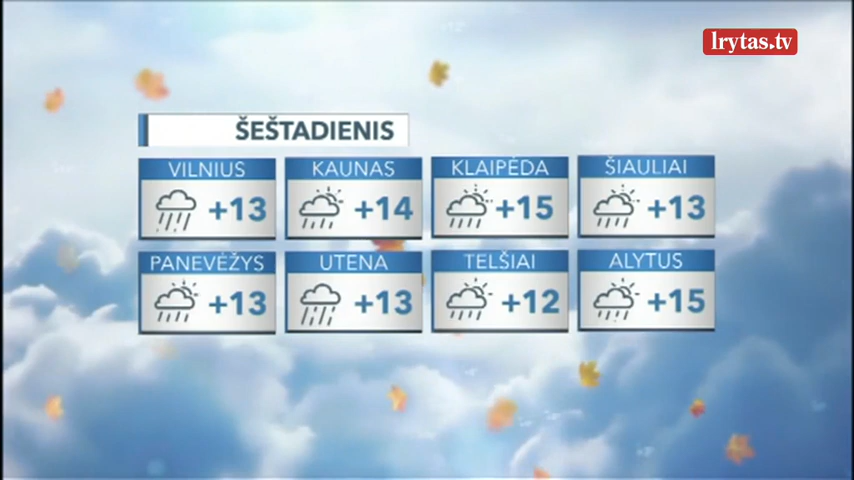 lrytas.tv
ŠEŠTADIENIS
VILNIUS
+13
KAUNAS
+14
KLAIPĖDA
+15
ŠIAULIAI
+13
PANEVĖŽYS
+13
UTENA
+13
TELŠIAI
+12
ALYTUS
+15